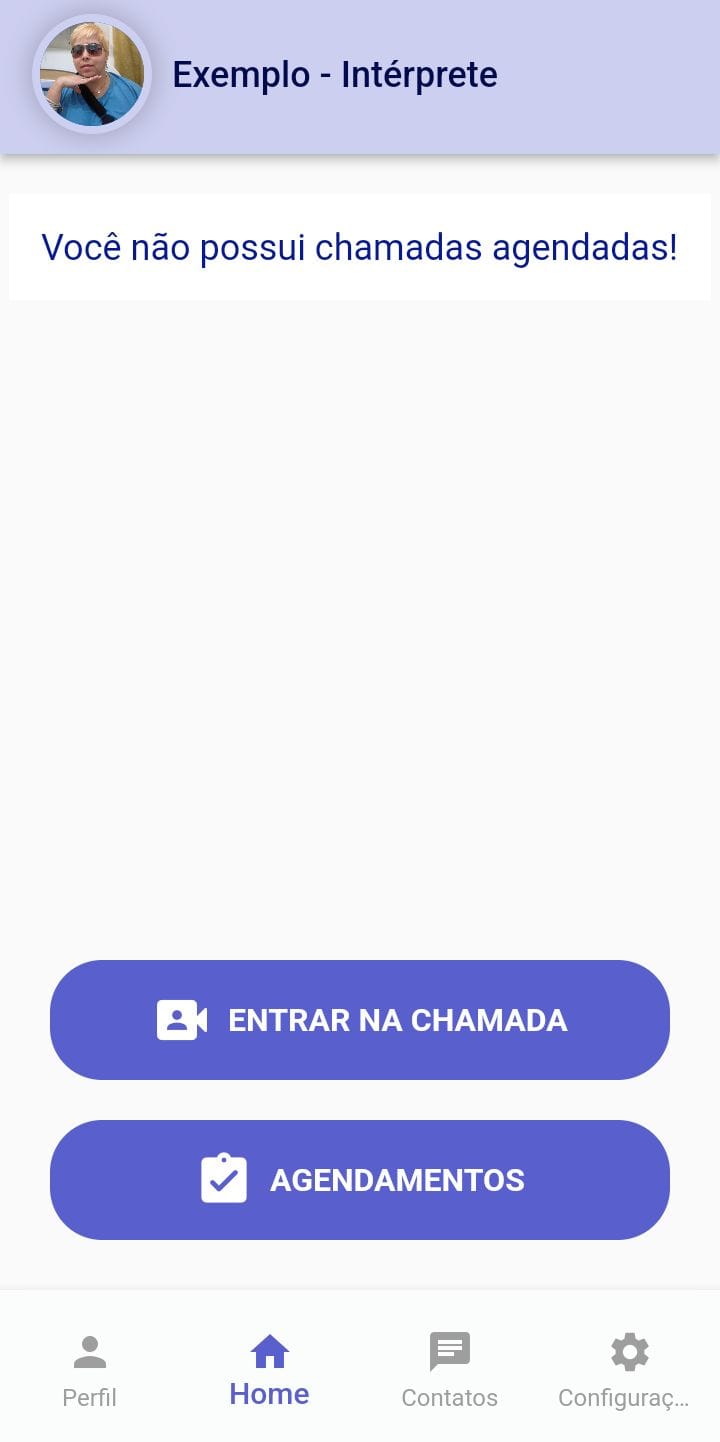 Exemplo - Intérprete
Você não possui chamadas agendadas!
ENTRAR NA CHAMADA
AGENDAMENTOS
Perfil
Home
Contatos
Configuraç...